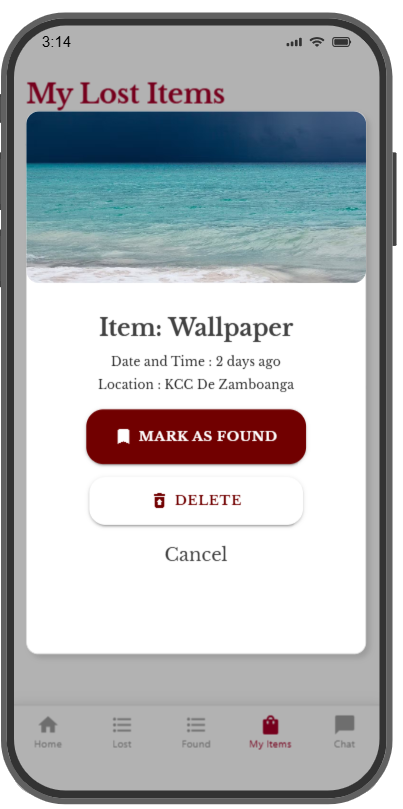 3:14
My Lost Items
Item: Wallpaper
Date and Time : 2 days ago
Location : KCC De Zamboanga
MARK AS FOUND
DELETE
Cancel
Home Lost Found My Items Chat